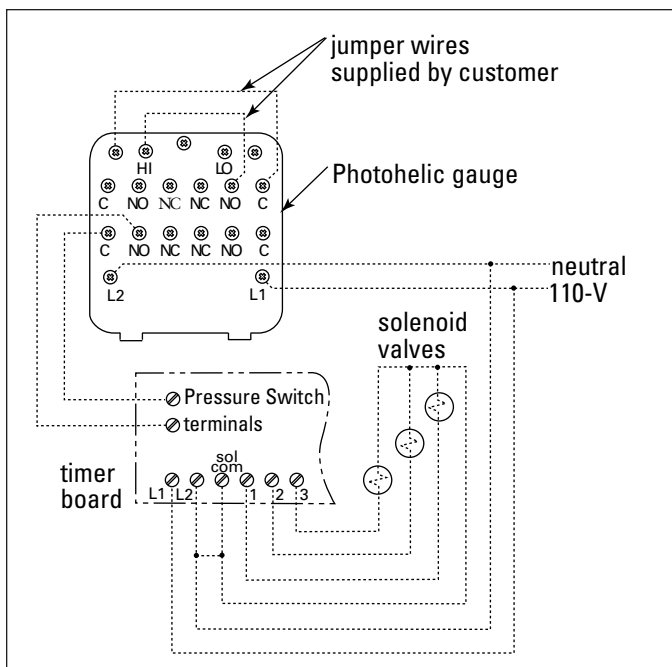 jumper wires
supplied by customer
HI LO
Photohelic gauge
C NO NC NC NO C
C NO NC NC NO C
L2 L1
neutral
110-V
solenoid
valves
Pressure Switch
terminals
timer
board
sol
com
L1 L2 1 2 3